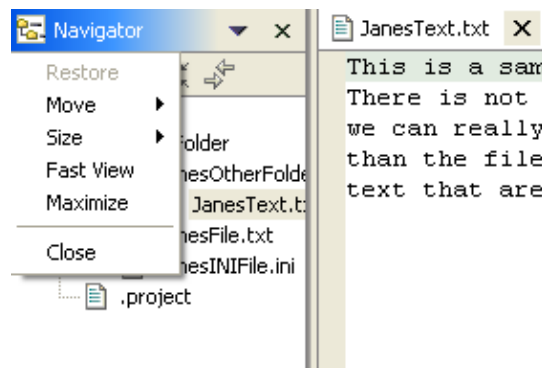 Navigator
Restore
Move
Size
Fast View
Maximize
Close
older
nesOtherFolde
JanesText.t
nesFile.txt
nesINIFile.ini
.project
JanesText.txt
This is a sam
There is not
we can really
than the file
text that are